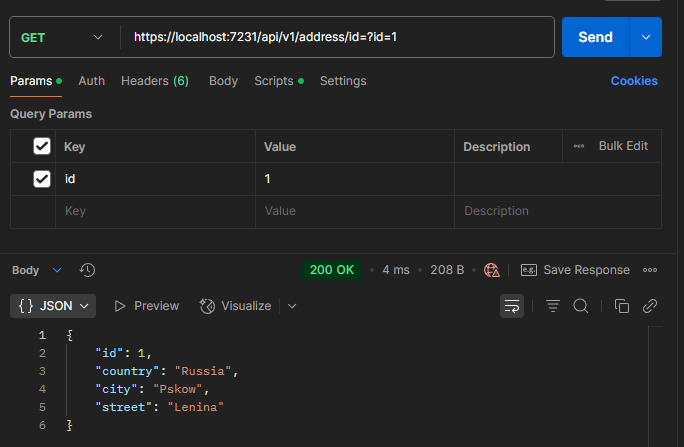 GET https://localhost:7231/api/v1/address/id=?id=1 Send
Params Auth Headers (6) Body Scripts Settings Cookies
Query Params
Key Value Description Bulk Edit
id 1
Key Value Description
Body 200 OK 4 ms 208 B e.g. Save Response
{} JSON Preview Visualize
1 {
2 "id": 1,
3 "country": "Russia",
4 "city": "Pskow",
5 "street": "Lenina"
6 }